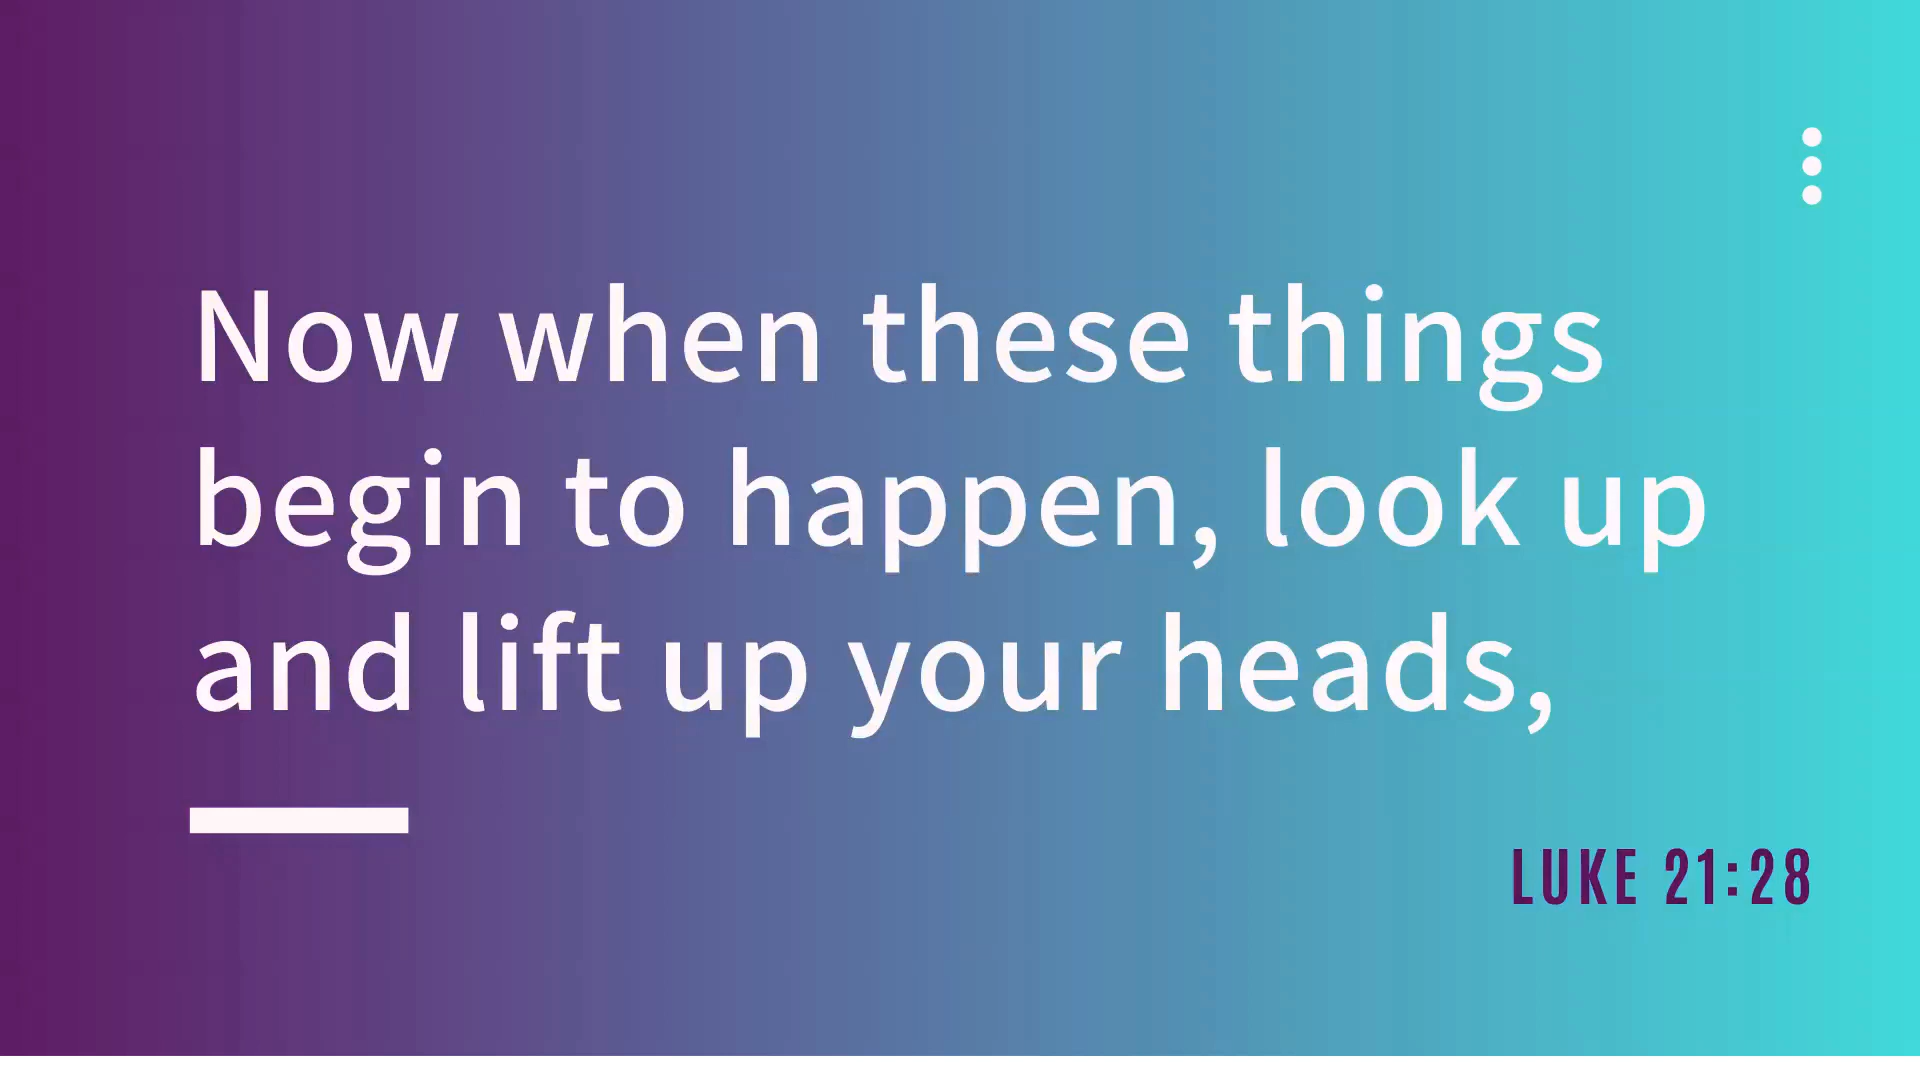 Now when these things
begin to happen, look up
and lift up your heads,
LUKE 21:28